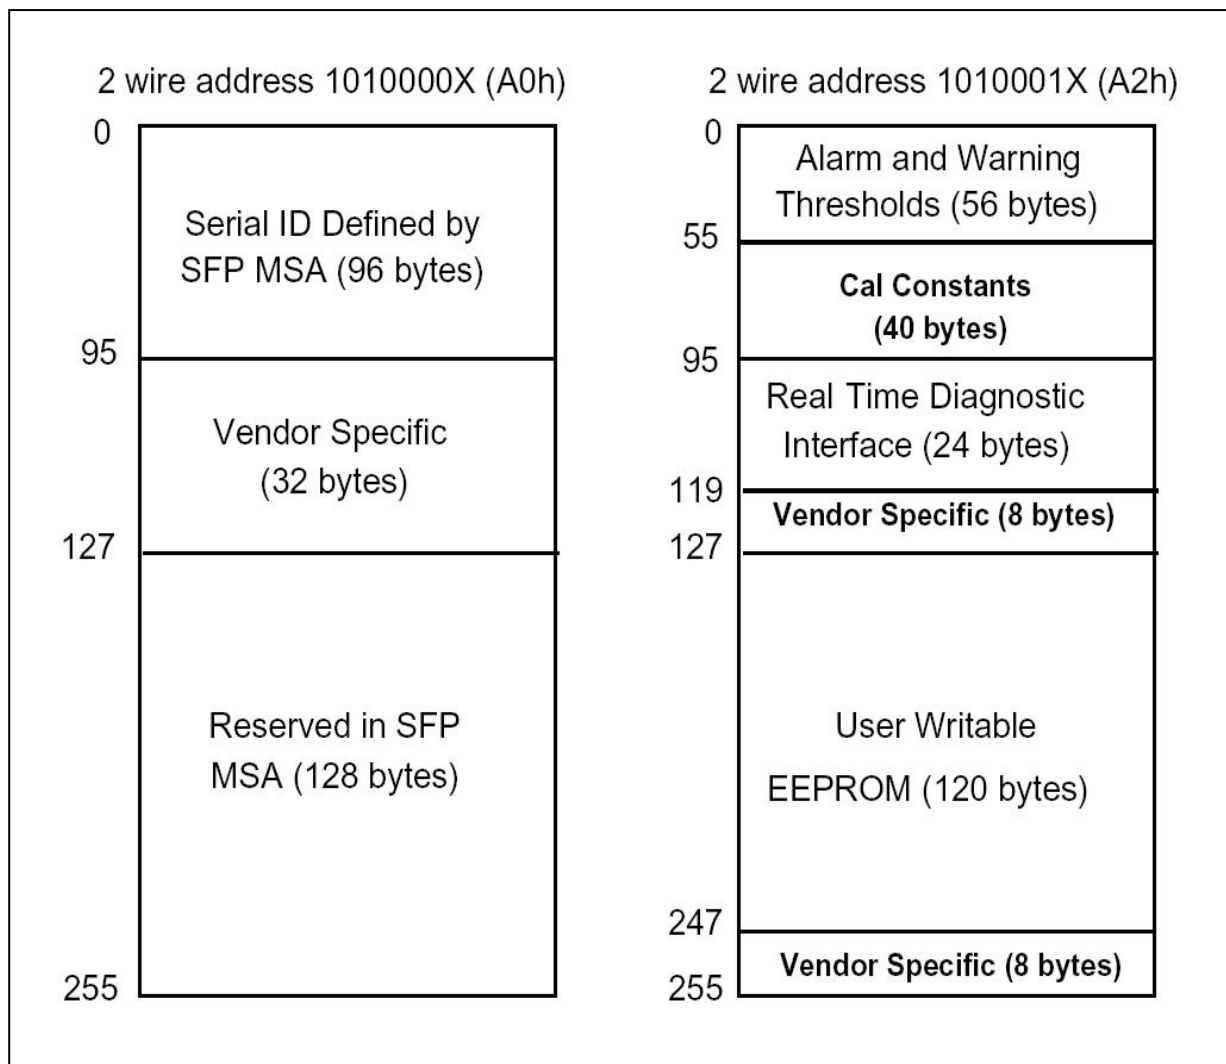 2 wire address 1010000X (A0h)
0
Serial ID Defined by
SFP MSA (96 bytes)
95
Vendor Specific
(32 bytes)
127
Reserved in SFP
MSA (128 bytes)
255
2 wire address 1010001X (A2h)
0
Alarm and Warning
Thresholds (56 bytes)
55
Cal Constants
(40 bytes)
95
Real Time Diagnostic
Interface (24 bytes)
119
Vendor Specific (8 bytes)
127
User Writable
EEPROM (120 bytes)
247
Vendor Specific (8 bytes)
255